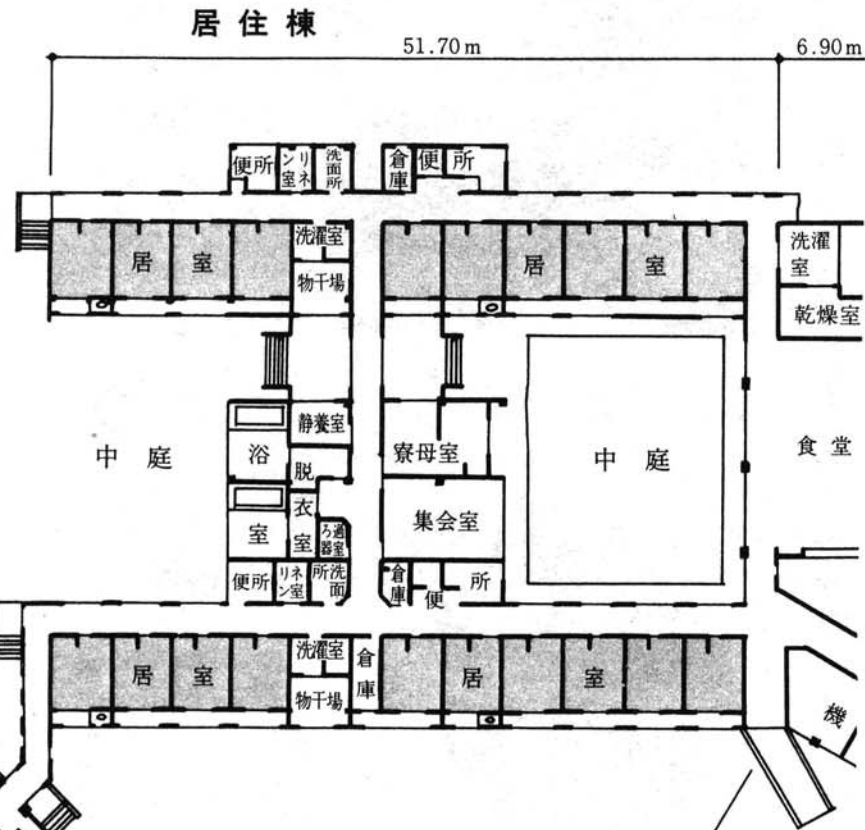 居住棟
51.70m
6.90m
便所
リネン室
洗面所
倉庫
便所
洗濯室
居室
居室
洗濯室
物干場
乾燥室
静養室
中庭
浴室
脱衣室
寮母室
中庭
食堂
集会室
ろ過器室
便所
リネン室
洗面所
倉庫
便所
洗濯室
居室
倉庫
居室
物干場
機